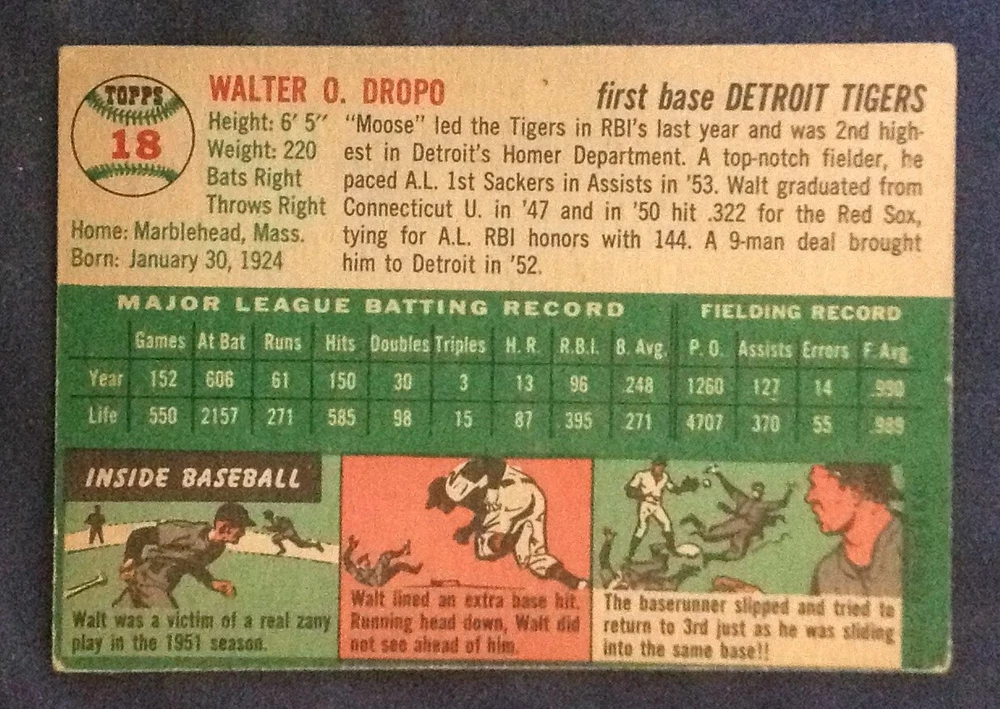 TOPPS
18
WALTER O. DROPO
first base DETROIT TIGERS
Height: 6' 5"
Weight: 220
Bats Right
Throws Right
Home: Marblehead, Mass.
Born: January 30, 1924
"Moose" led the Tigers in RBI's last year and was 2nd high-
est in Detroit's Homer Department. A top-notch fielder, he
paced A.L. 1st Sackers in Assists in '53. Walt graduated from
Connecticut U. in '47 and in '50 hit .322 for the Red Sox,
tying for A.L. RBI honors with 144. A 9-man deal brought
him to Detroit in '52.
MAJOR LEAGUE BATTING RECORD FIELDING RECORD
Games At Bat Runs Hits Doubles Triples H. R. R.B.I. B. Avg. P. O. Assists Errors F. Avg.
Year 152 606 61 150 30 3 13 96 .248 1260 127 14 .990
Life 550 2157 271 585 98 15 87 395 .271 4707 370 55 .989
INSIDE BASEBALL
Walt was a victim of a real zany
play in the 1951 season.
Walt lined an extra base hit.
Running head down, Walt did
not see ahead of him.
The baserunner slipped and tried to
return to 3rd just as he was sliding
into the same base!!